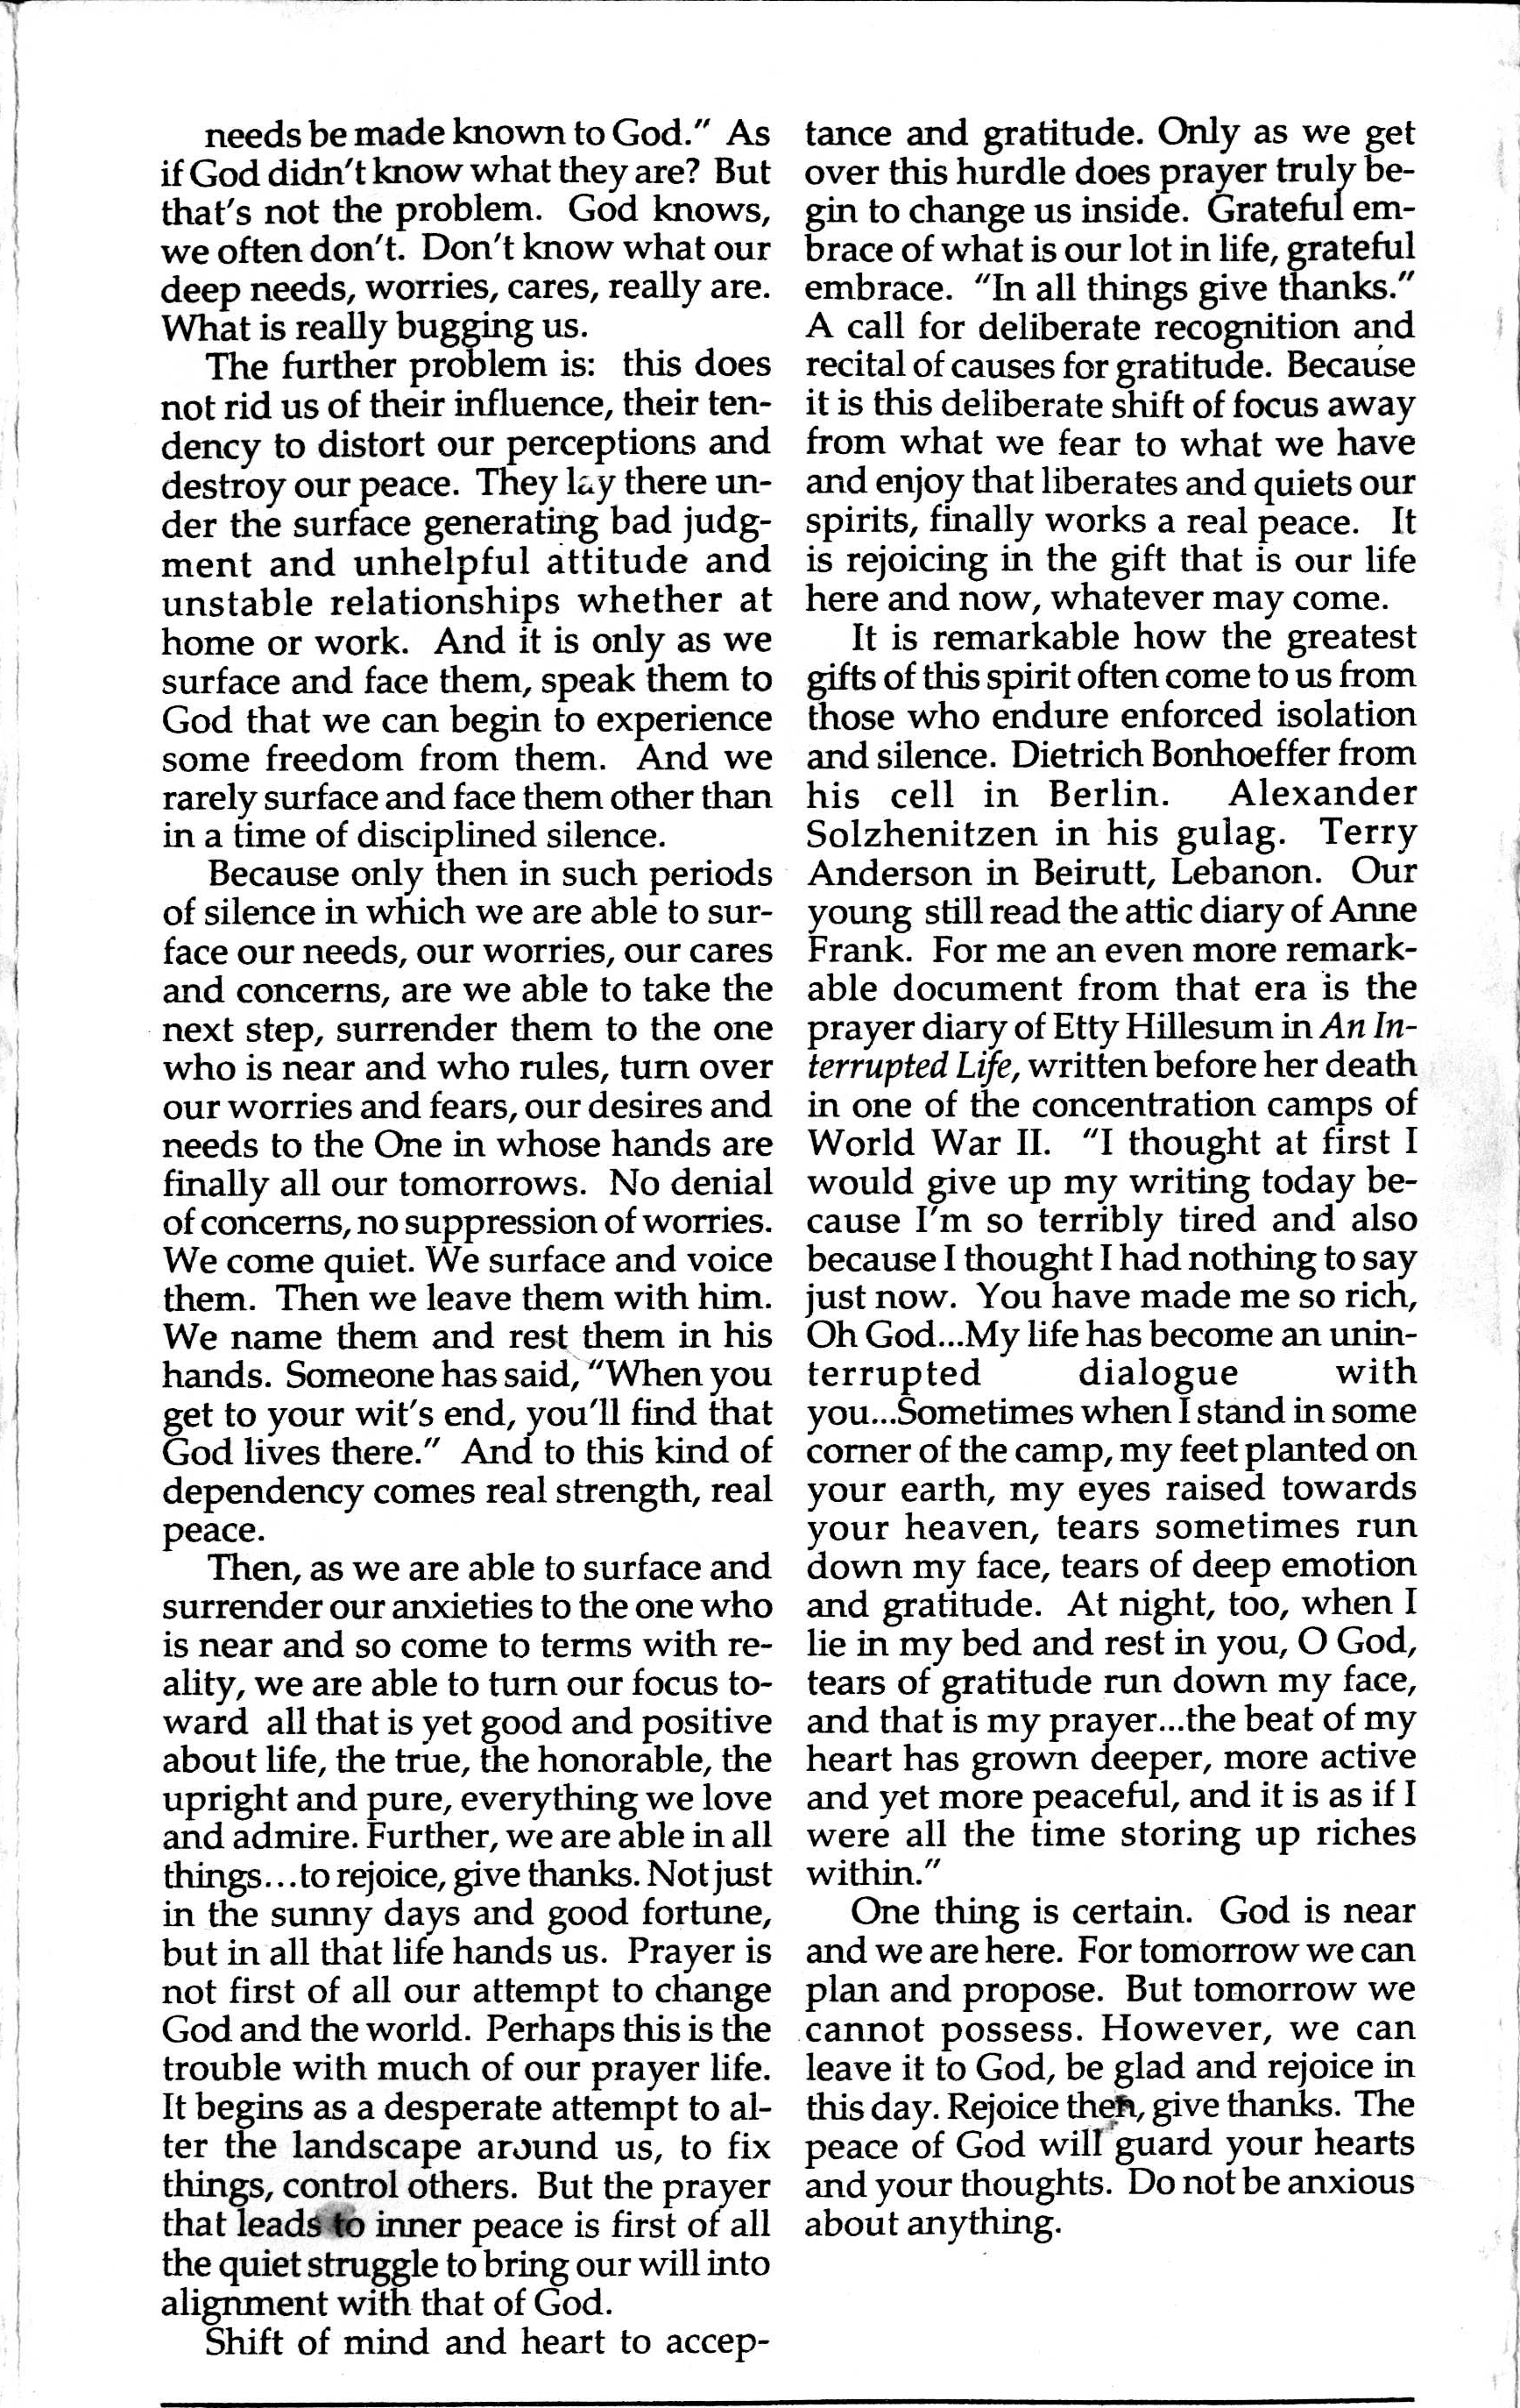 needs be made known to God." As
if God didn't know what they are? But
that's not the problem. God knows,
we often don't. Don't know what our
deep needs, worries, cares, really are.
What is really bugging us.
The further problem is: this does
not rid us of their influence, their ten-
dency to distort our perceptions and
destroy our peace. They lay there un-
der the surface generating bad judg-
ment and unhelpful attitude and
unstable relationships whether at
home or work. And it is only as we
surface and face them, speak them to
God that we can begin to experience
some freedom from them. And we
rarely surface and face them other than
in a time of disciplined silence.
Because only then in such periods
of silence in which we are able to sur-
face our needs, our worries, our cares
and concerns, are we able to take the
next step, surrender them to the one
who is near and who rules, turn over
our worries and fears, our desires and
needs to the One in whose hands are
finally all our tomorrows. No denial
of concerns, no suppression of worries.
We come quiet. We surface and voice
them. Then we leave them with him.
We name them and rest them in his
hands. Someone has said, "When you
get to your wit's end, you'll find that
God lives there." And to this kind of
dependency comes real strength, real
peace.
Then, as we are able to surface and
surrender our anxieties to the one who
is near and so come to terms with re-
ality, we are able to turn our focus to-
ward all that is yet good and positive
about life, the true, the honorable, the
upright and pure, everything we love
and admire. Further, we are able in all
things...to rejoice, give thanks. Not just
in the sunny days and good fortune,
but in all that life hands us. Prayer is
not first of all our attempt to change
God and the world. Perhaps this is the
trouble with much of our prayer life.
It begins as a desperate attempt to al-
ter the landscape around us, to fix
things, control others. But the prayer
that leads to inner peace is first of all
the quiet struggle to bring our will into
alignment with that of God.
Shift of mind and heart to accep-
tance and gratitude. Only as we get
over this hurdle does prayer truly be-
gin to change us inside. Grateful em-
brace of what is our lot in life, grateful
embrace. "In all things give thanks."
A call for deliberate recognition and
recital of causes for gratitude. Because
it is this deliberate shift of focus away
from what we fear to what we have
and enjoy that liberates and quiets our
spirits, finally works a real peace. It
is rejoicing in the gift that is our life
here and now, whatever may come.
It is remarkable how the greatest
gifts of this spirit often come to us from
those who endure enforced isolation
and silence. Dietrich Bonhoeffer from
his cell in Berlin. Alexander
Solzhenitzen in his gulag. Terry
Anderson in Beirutt, Lebanon. Our
young still read the attic diary of Anne
Frank. For me an even more remark-
able document from that era is the
prayer diary of Etty Hillesum in An In-
terrupted Life, written before her death
in one of the concentration camps of
World War II. "I thought at first I
would give up my writing today be-
cause I'm so terribly tired and also
because I thought I had nothing to say
just now. You have made me so rich,
Oh God...My life has become an unin-
terrupted dialogue with
you...Sometimes when I stand in some
corner of the camp, my feet planted on
your earth, my eyes raised towards
your heaven, tears sometimes run
down my face, tears of deep emotion
and gratitude. At night, too, when I
lie in my bed and rest in you, O God,
tears of gratitude run down my face,
and that is my prayer...the beat of my
heart has grown deeper, more active
and yet more peaceful, and it is as if I
were all the time storing up riches
within."
One thing is certain. God is near
and we are here. For tomorrow we can
plan and propose. But tomorrow we
cannot possess. However, we can
leave it to God, be glad and rejoice in
this day. Rejoice then, give thanks. The
peace of God will guard your hearts
and your thoughts. Do not be anxious
about anything.